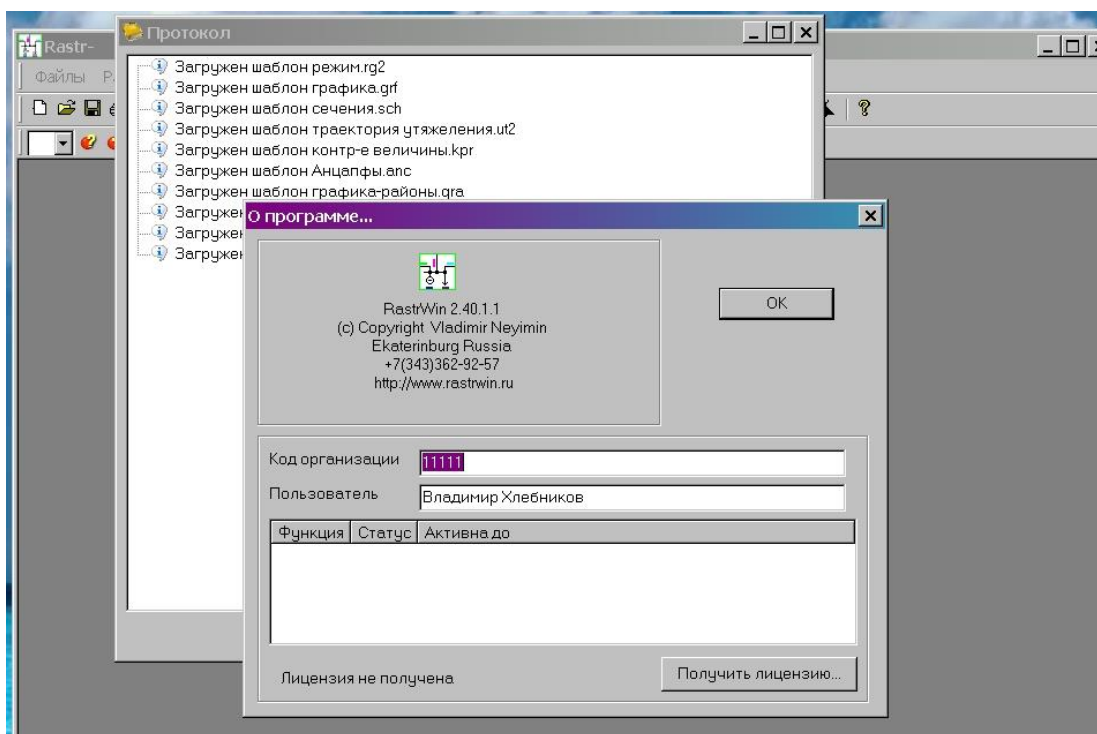 Протокол
Rastr-
Файлы
Загружен шаблон режим.rg2
Загружен шаблон графика.grf
Загружен шаблон сечения.sch
Загружен шаблон траектория утяжеления.ut2
Загружен шаблон контр-е величины.kpr
Загружен шаблон Анцапфы.anc
Загружен шаблон графика-районы.gra
Загружен
Загружен
Загружен
О программе...
RastrWin 2.40.1.1
(c) Copyright Vladimir Neyimin
Ekaterinburg Russia
+7(343)362-92-57
http://www.rastrwin.ru
OK
Код организации 11111
Пользователь Владимир Хлебников
Функция Статус Активна до
Лицензия не получена
Получить лицензию...